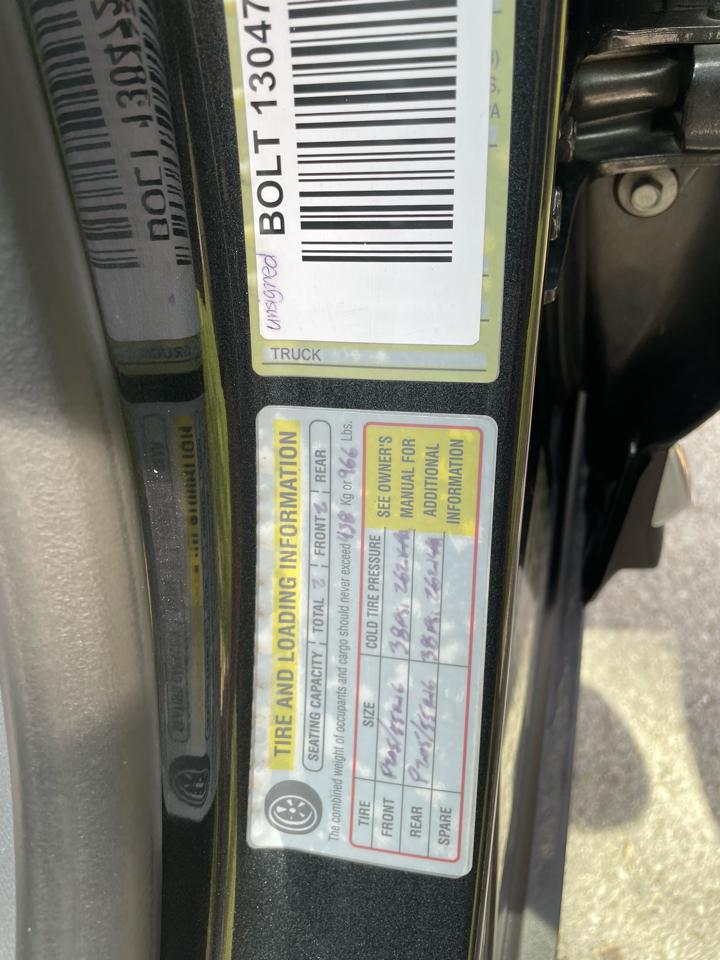 unsigned BOLT 13047
TRUCK
TIRE AND LOADING INFORMATION
SEATING CAPACITY TOTAL 2 FRONT 2 REAR
The combined weight of occupants and cargo should never exceed 438 Kg or 966 Lbs.
TIRE SIZE COLD TIRE PRESSURE
FRONT 38 PSI 262 KPA
REAR 38 PSI 262 KPA
SPARE
SEE OWNER'S
MANUAL FOR
ADDITIONAL
INFORMATION